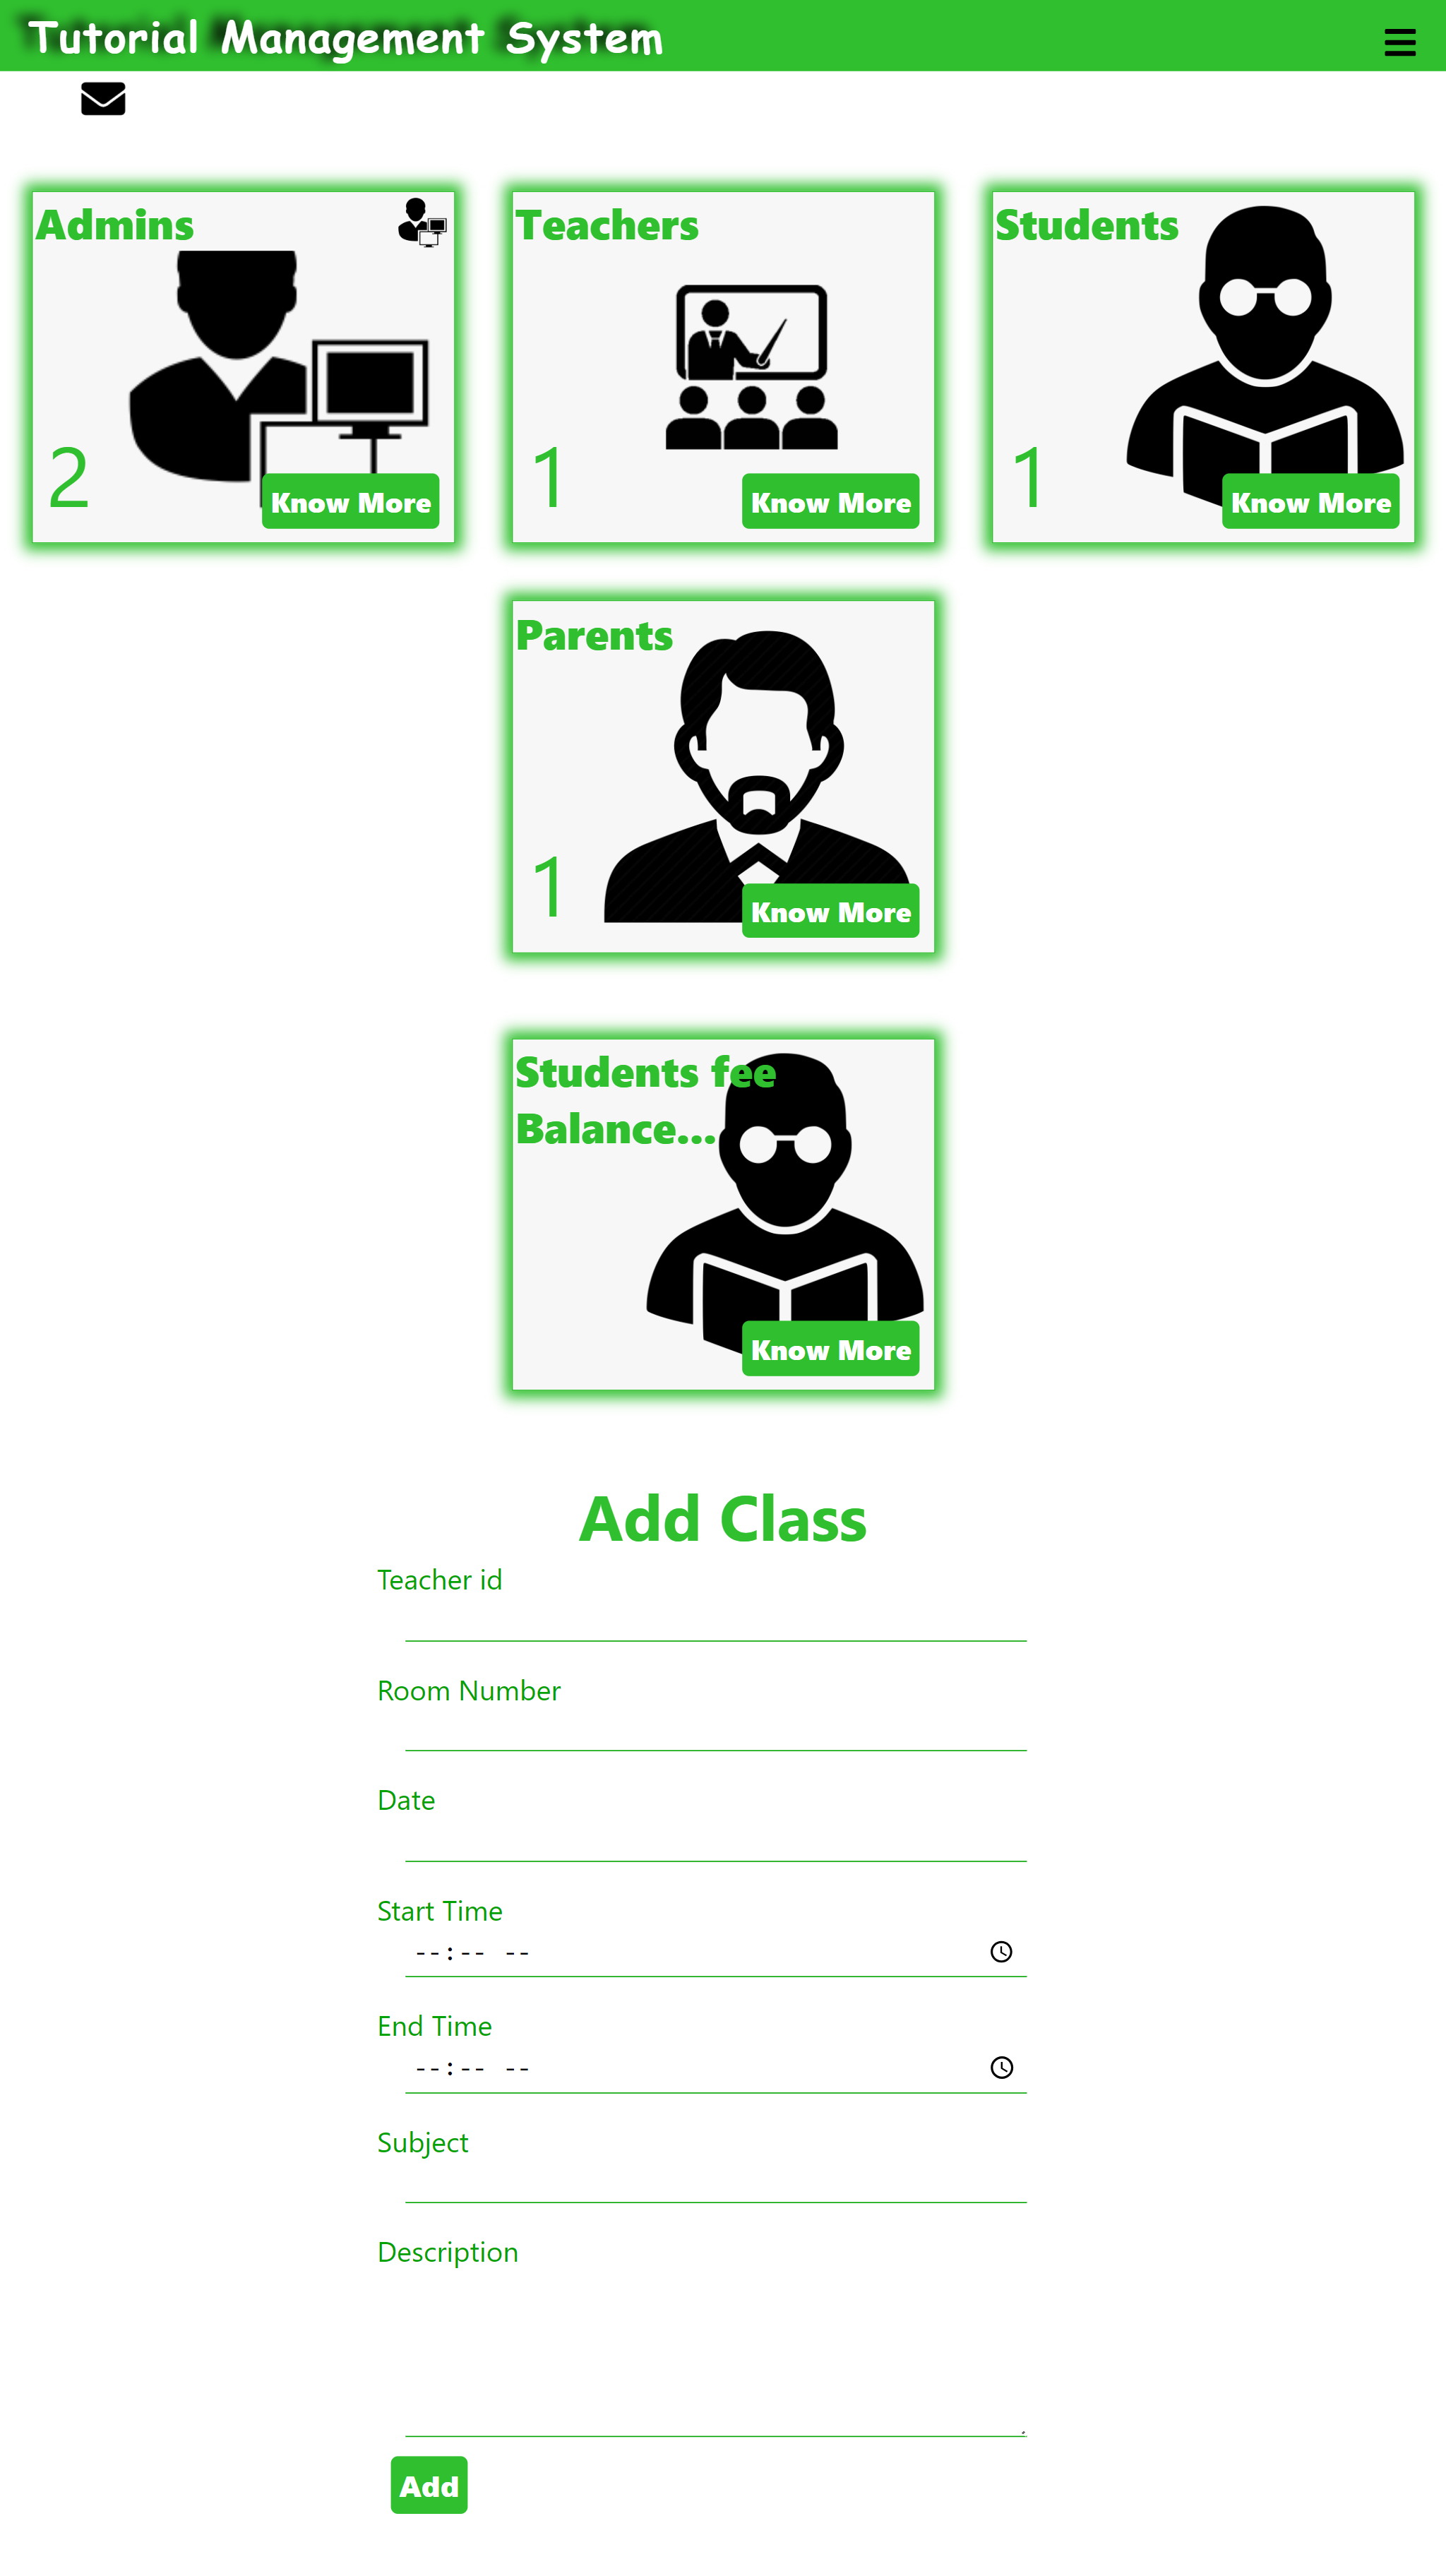 Tutorial Management System
Admins
2
Know More
Teachers
1
Know More
Students
1
Know More
Parents
1
Know More
Students fee
Balance...
Know More
Add Class
Teacher id
Room Number
Date
Start Time
--:-- --
End Time
--:-- --
Subject
Description
Add